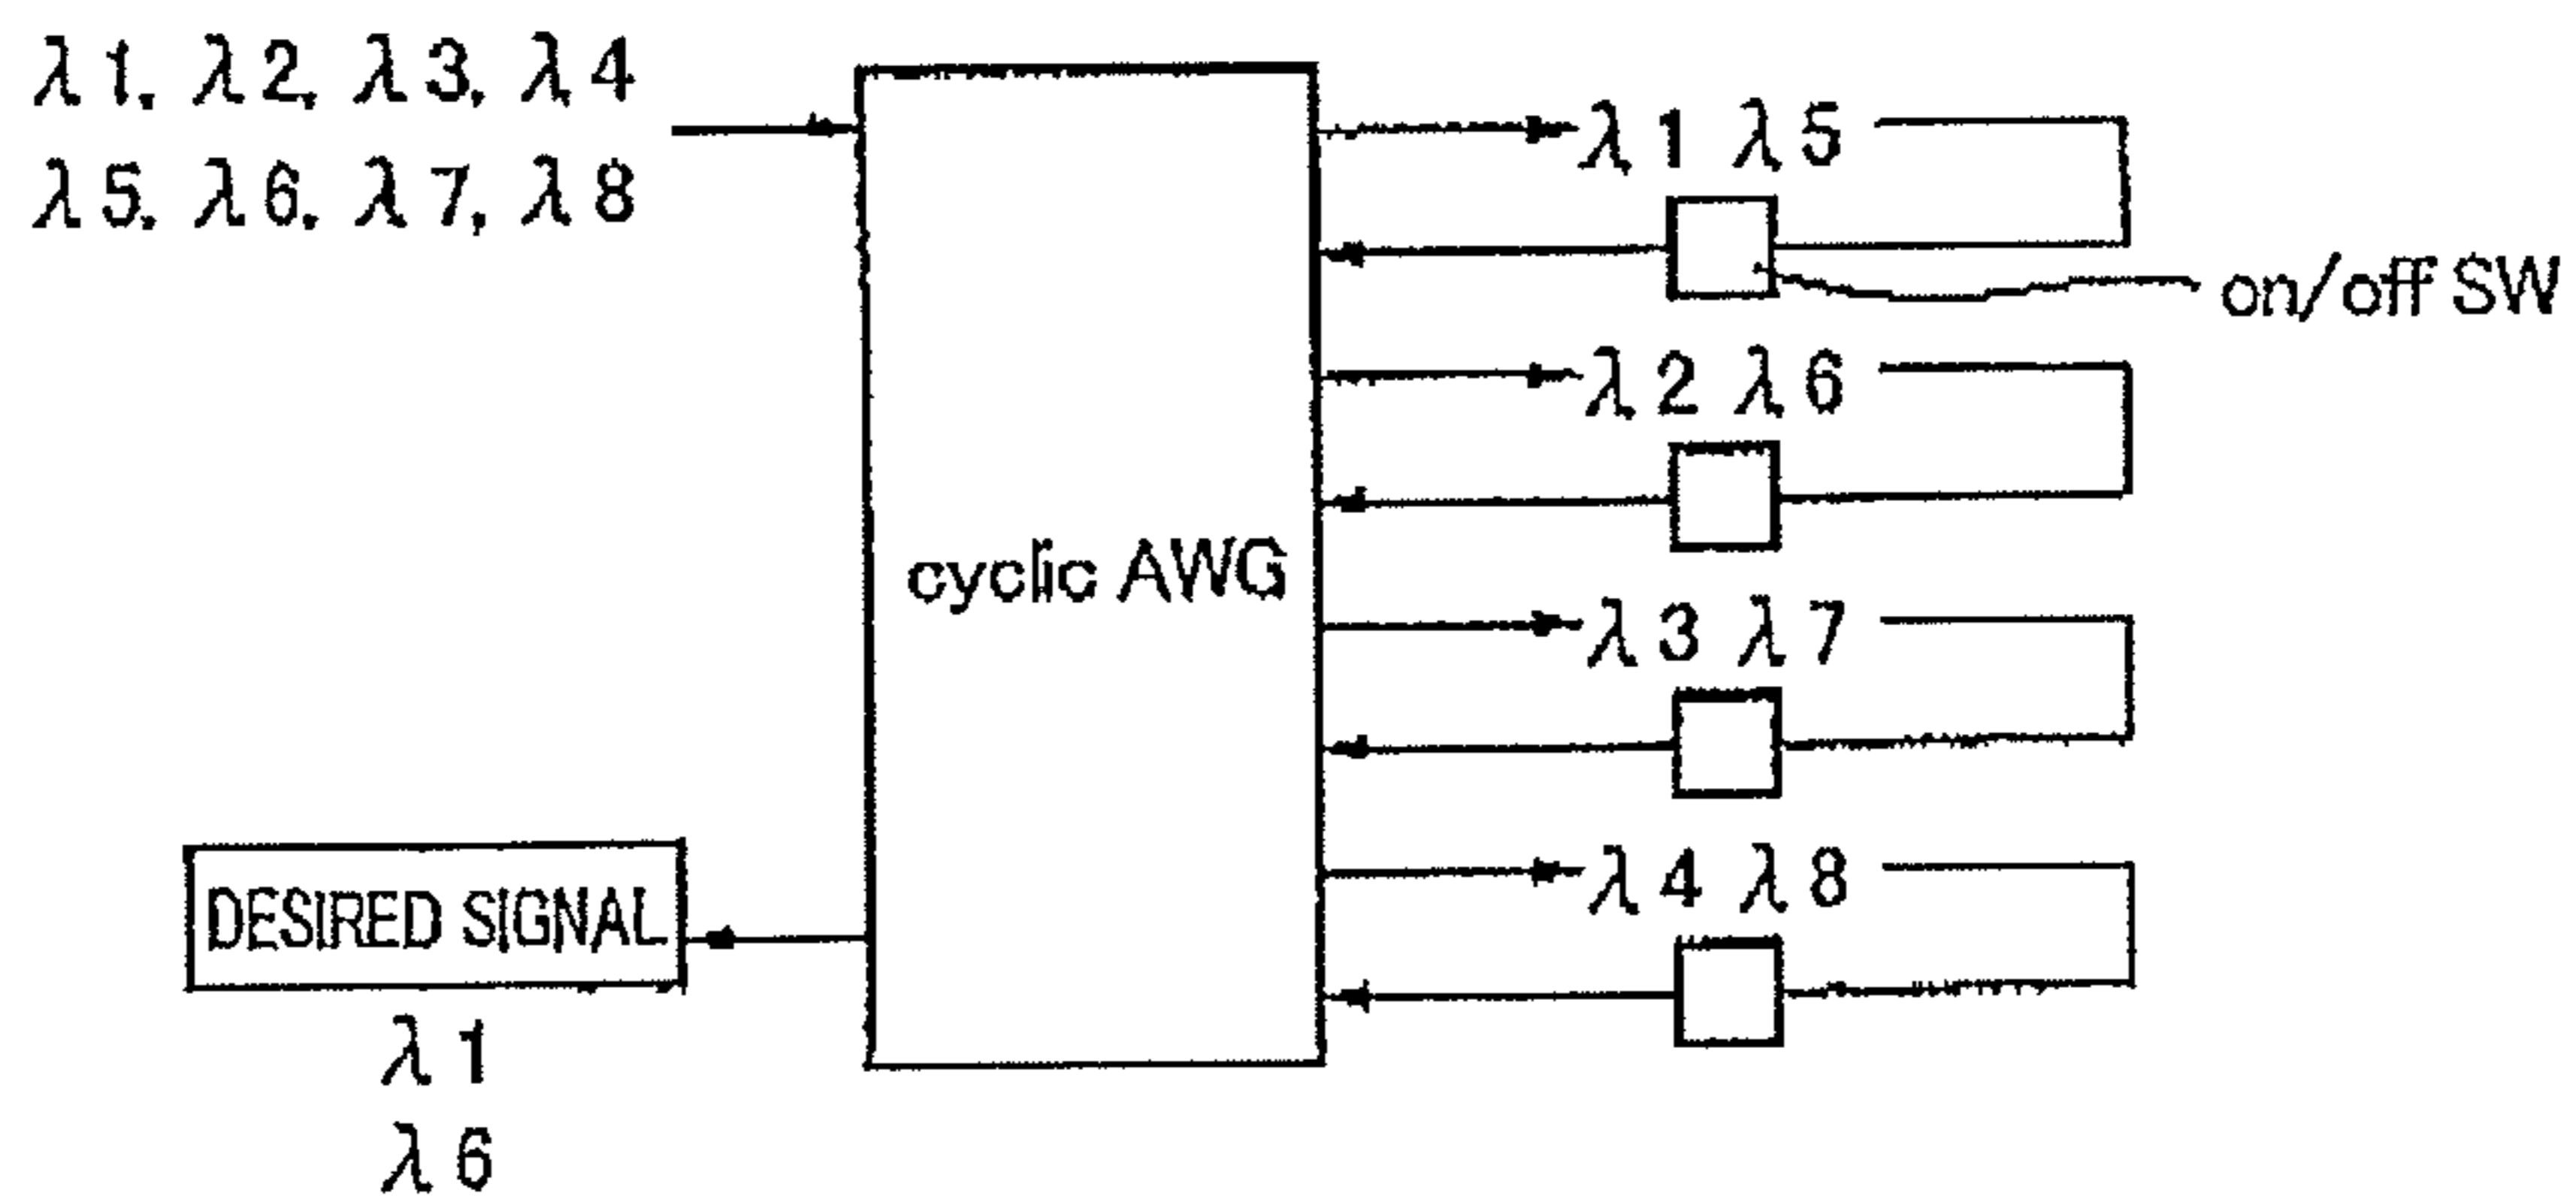 λ1, λ2, λ3, λ4
λ5, λ6, λ7, λ8
λ1 λ5
on/off SW
λ2 λ6
cyclic AWG
λ3 λ7
λ4 λ8
DESIRED SIGNAL
λ1
λ6